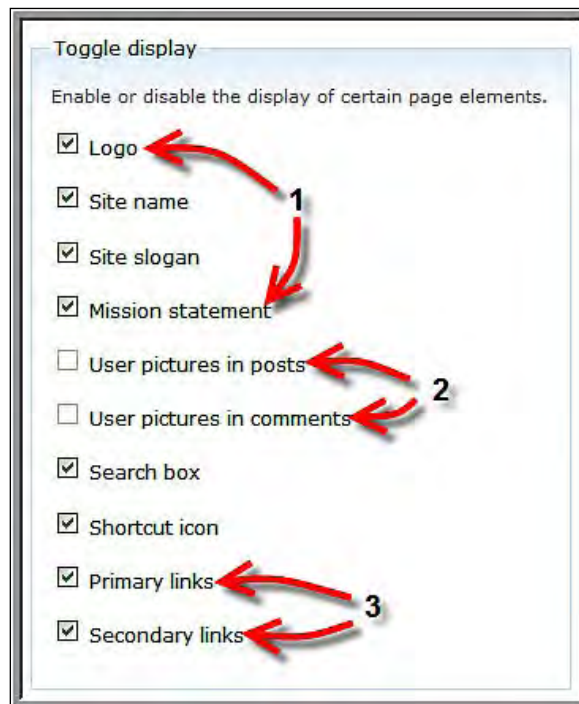 Toggle display
Enable or disable the display of certain page elements.
Logo
1
Site name
Site slogan
Mission statement
User pictures in posts
2
User pictures in comments
Search box
Shortcut icon
Primary links
3
Secondary links